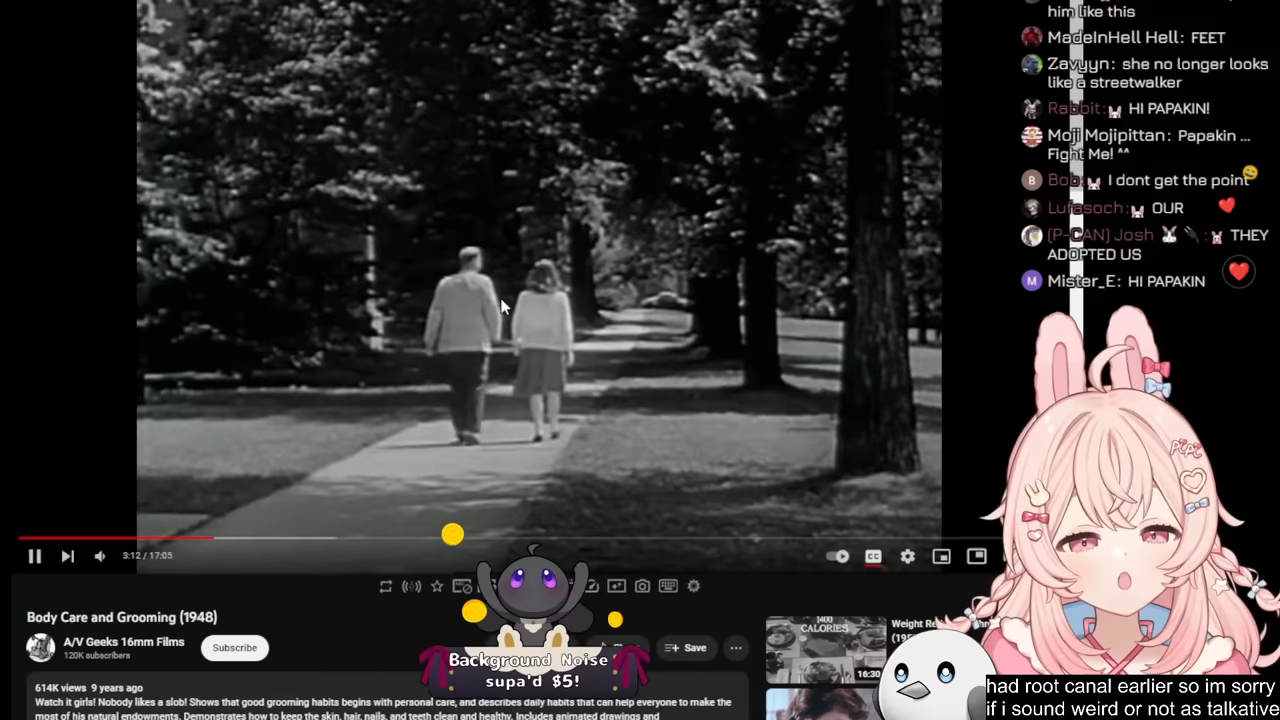 him like this
MadeInHell Hell: FEET
Zavyyn: she no longer looks
like a streetwalker
Rabbit: HI PAPAKIN!
Moji Mojipittan: Papakin ...
Fight Me! ^^
B Bob: I dont get the point
Lufasoch: OUR
(P-CAN) Josh : THEY
ADOPTED US
M Mister_E: HI PAPAKIN
PiPi
3:12 / 17:05
CC
Body Care and Grooming (1948)
A/V Geeks 16mm Films
120K subscribers
Subscribe
Save
Background Noise
supa'd $5!
614K views 9 years ago
Watch it girls! Nobody likes a slob! Shows that good grooming habits begins with personal care, and describes daily habits that can help everyone to make the
most of his natural endowments. Demonstrates how to keep the skin, hair, nails, and teeth clean and healthy. Includes animated drawings and
1400
CALORIES
16:30
Weight Re
had root canal earlier so im sorry
if i sound weird or not as talkative